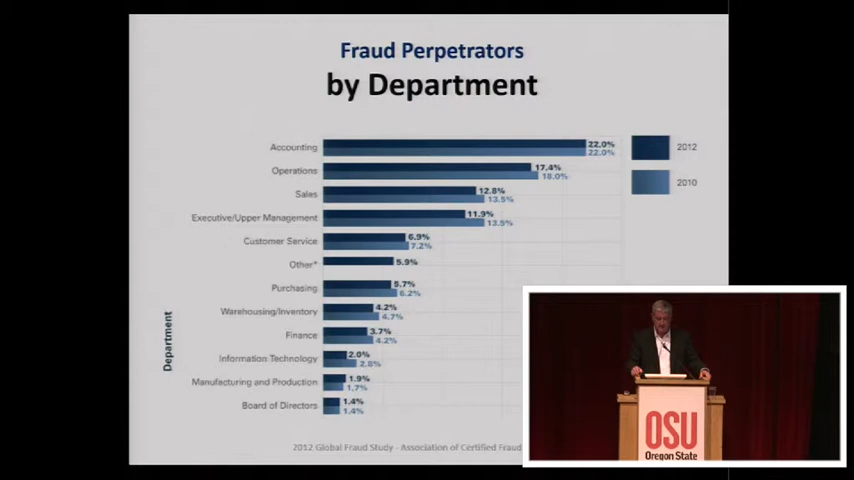 Fraud Perpetrators
by Department
Accounting 22.0% 22.0%
Operations 17.4% 18.0%
Sales 12.8% 13.5%
Executive/Upper Management 11.9% 13.5%
Customer Service 6.9% 7.2%
Other* 5.9%
Purchasing 5.7% 6.2%
Warehousing/Inventory 4.2% 4.7%
Finance 3.7% 4.2%
Information Technology 2.0% 2.8%
Manufacturing and Production 1.9% 1.7%
Board of Directors 1.4% 1.4%
2012
2010
Department
2012 Global Fraud Study - Association of Certified Fraud
OSU
Oregon State